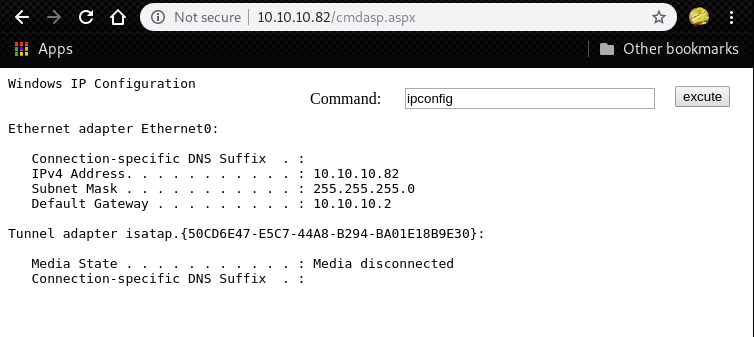 Not secure | 10.10.10.82/cmdasp.aspx
Apps
Other bookmarks
Windows IP Configuration
Command: ipconfig excute
Ethernet adapter Ethernet0:
Connection-specific DNS Suffix  . :
IPv4 Address. . . . . . . . . . . : 10.10.10.82
Subnet Mask . . . . . . . . . . . : 255.255.255.0
Default Gateway . . . . . . . . . : 10.10.10.2
Tunnel adapter isatap.{50CD6E47-E5C7-44A8-B294-BA01E18B9E30}:
Media State . . . . . . . . . . . : Media disconnected
Connection-specific DNS Suffix  . :